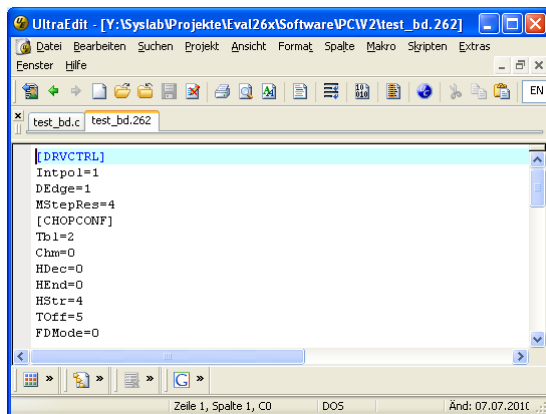 UltraEdit - [Y:\Syslab\Projekte\Eval26x\Software\PC\V2\test_bd.262]
Datei Bearbeiten Suchen Projekt Ansicht Format Spalte Makro Skripten Extras
Fenster Hilfe
EN
test_bd.c test_bd.262
[DRVCTRL]
Intpol=1
DEdge=1
MStepRes=4
[CHOPCONF]
Tbl=2
Chm=0
HDec=0
HEnd=0
HStr=4
TOff=5
FDMode=0
Zeile 1, Spalte 1, C0 DOS Änd: 07.07.2010